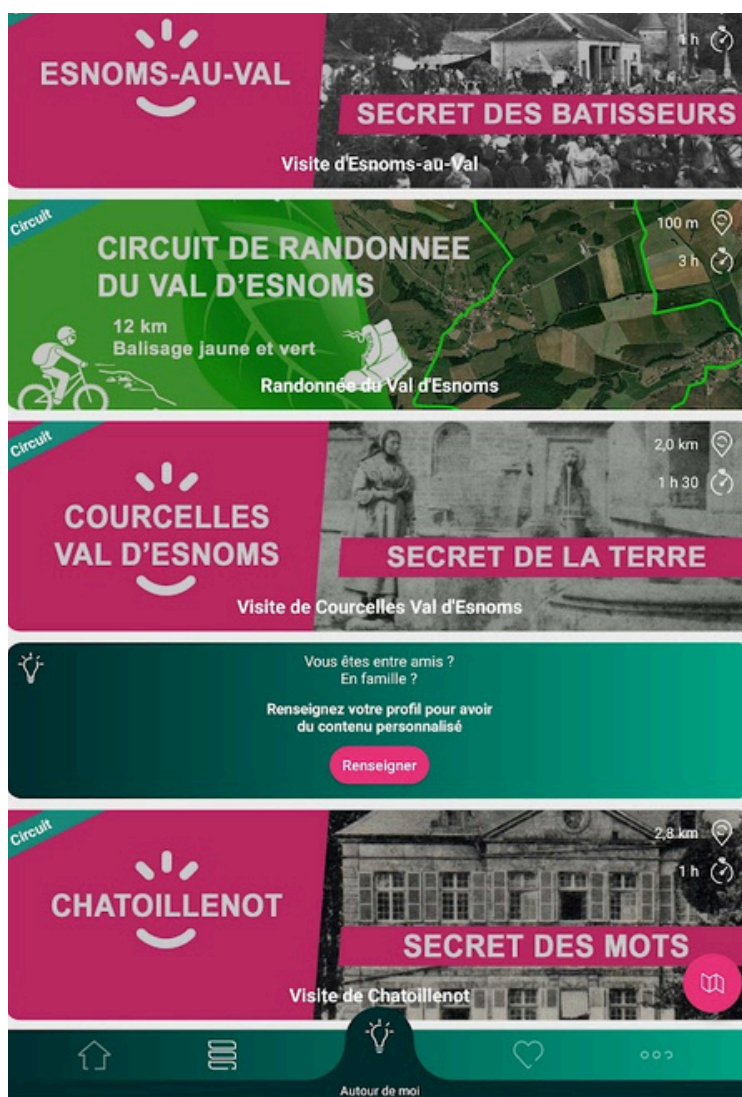 ESNOMS-AU-VAL
1 h
SECRET DES BATISSEURS
Visite d'Esnoms-au-Val
Circuit
CIRCUIT DE RANDONNEE
DU VAL D'ESNOMS
12 km
Balisage jaune et vert
100 m
3 h
Randonnée du Val d'Esnoms
Circuit
COURCELLES
VAL D'ESNOMS
2,0 km
1 h 30
SECRET DE LA TERRE
Visite de Courcelles Val d'Esnoms
Vous êtes entre amis ?
En famille ?
Renseignez votre profil pour avoir
du contenu personnalisé
Renseigner
Circuit
CHATOILLENOT
2,8 km
1 h
SECRET DES MOTS
Visite de Chatoillenot
Autour de moi